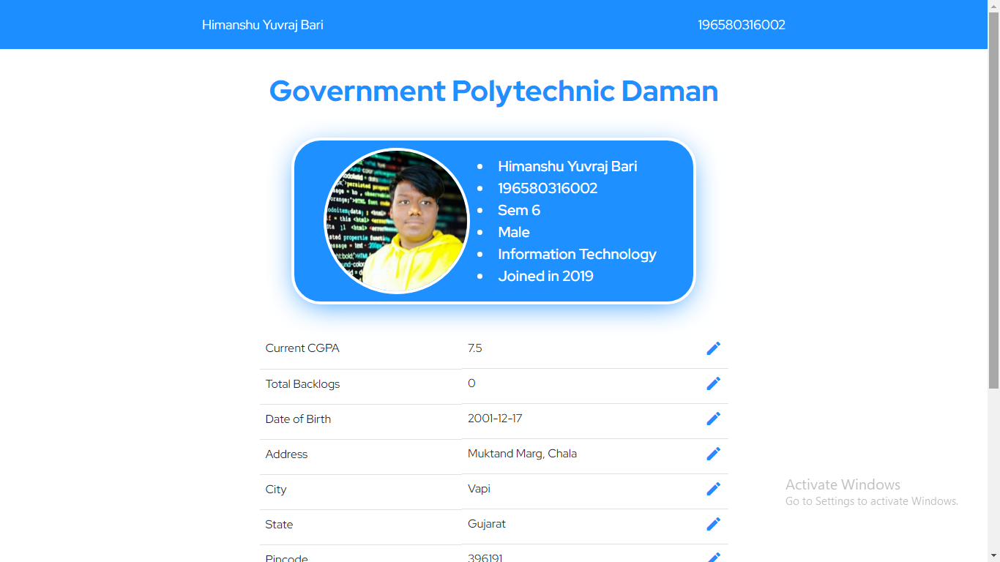 Himanshu Yuvraj Bari 196580316002
Government Polytechnic Daman
Himanshu Yuvraj Bari
196580316002
Sem 6
Male
Information Technology
Joined in 2019
Current CGPA 7.5
Total Backlogs 0
Date of Birth 2001-12-17
Address Muktand Marg, Chala
City Vapi
State Gujarat
Pincode 396191
Activate Windows
Go to Settings to activate Windows.